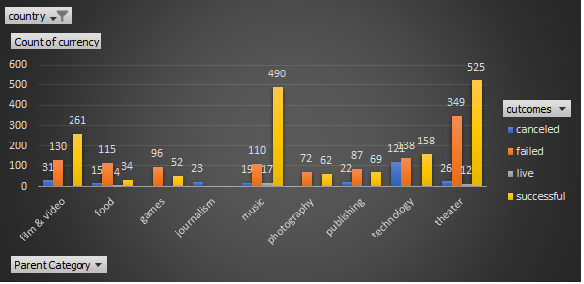 country
Count of currency
600
525
490
500
400
349
300
261
200
158
138
130
121
115
110
96
87
100
72
69
62
52
31
34
23
22
26
15
4
19
17
12
0
film & video
food
games
journalism
music
photography
publishing
technology
theater
outcomes
canceled
failed
live
successful
Parent Category